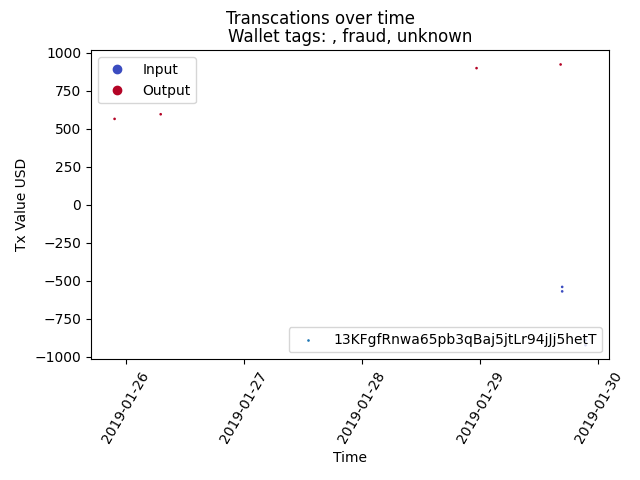 Transcations over time
Wallet tags: , fraud, unknown
1000
750
500
250
0
−250
−500
−750
−1000
Tx Value USD
Input
Output
13KFgfRnwa65pb3qBaj5jtLr94jJj5hetT
2019-01-26
2019-01-27
2019-01-28
2019-01-29
2019-01-30
Time